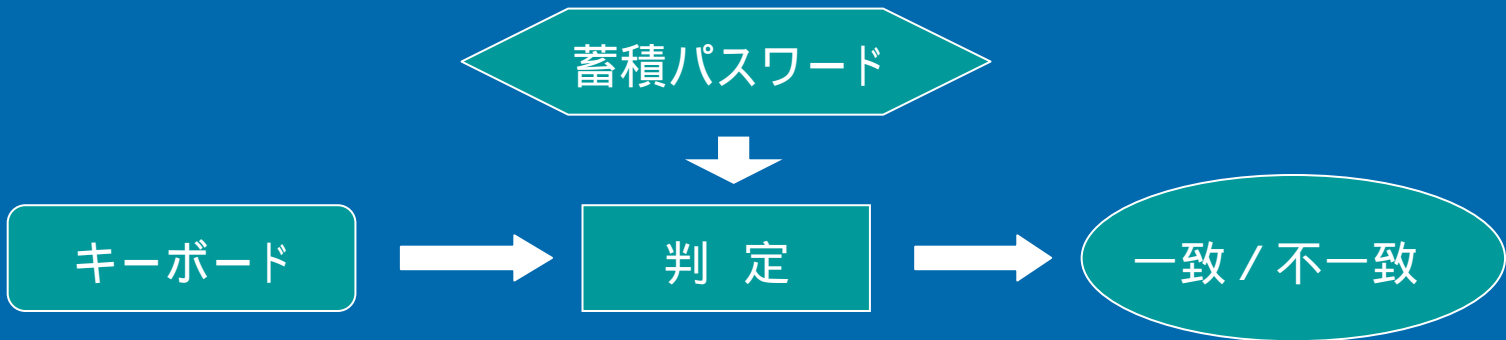 蓄積パスワード
キーボード
判 定
一致/不一致